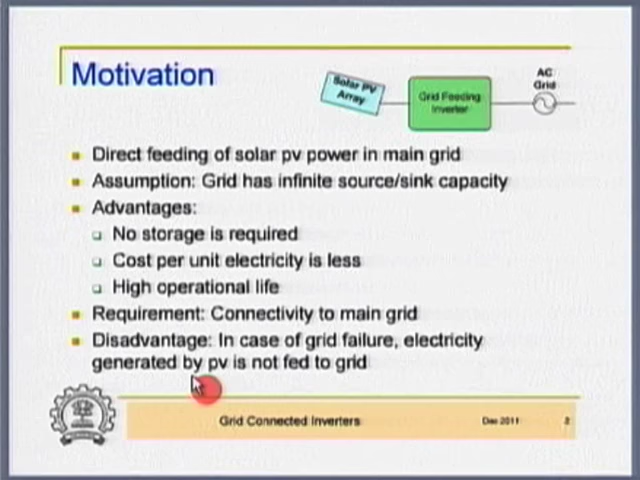 Motivation
Solar PV
Array
Grid Feeding
Inverter
AC
Grid
Direct feeding of solar pv power in main grid
Assumption: Grid has infinite source/sink capacity
Advantages:
No storage is required
Cost per unit electricity is less
High operational life
Requirement: Connectivity to main grid
Disadvantage: In case of grid failure, electricity
generated by pv is not fed to grid
Grid Connected Inverters
Dec 2011
2